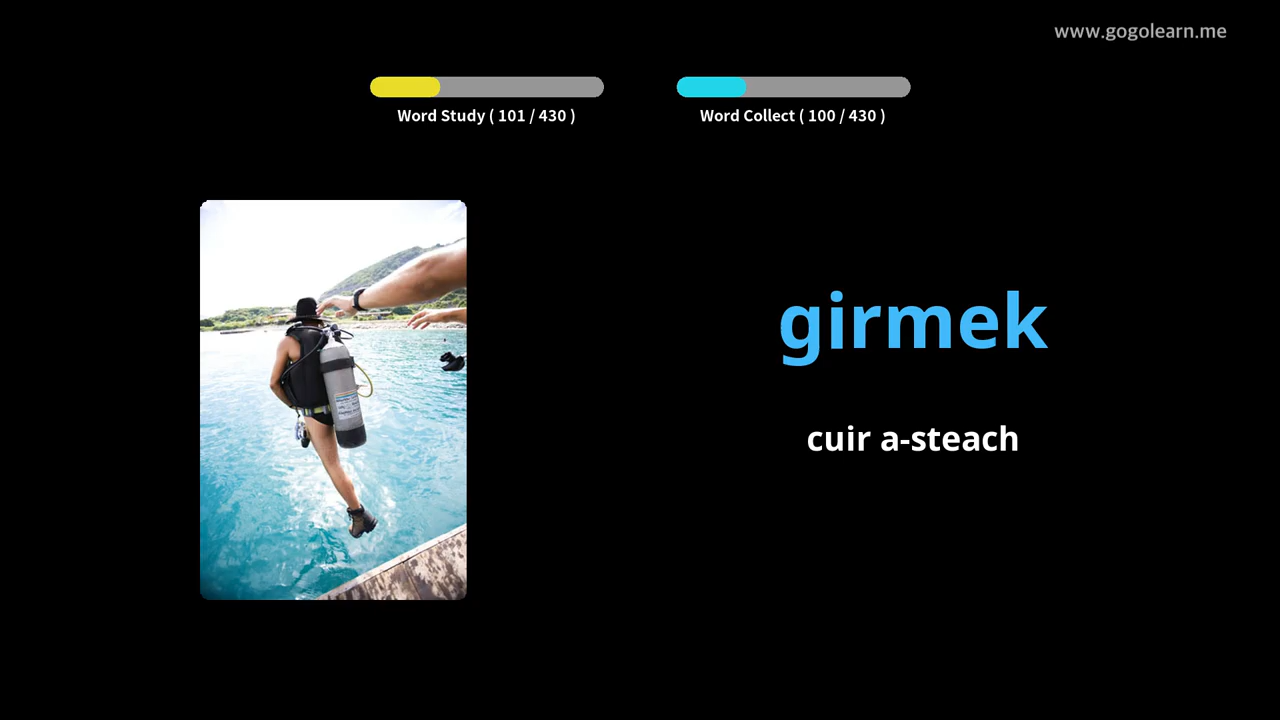 www.gogolearn.me
Word Study ( 101 / 430 )
Word Collect ( 100 / 430 )
girmek
cuir a-steach